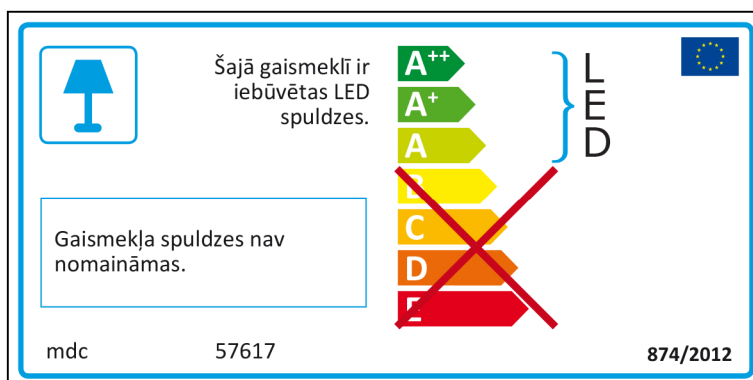 Šajā gaismeklī ir
iebūvētas LED
spuldzes.
A++
A+
A
B
C
D
E
L
E
D
Gaismekļa spuldzes nav
nomaināmas.
mdc 57617
874/2012